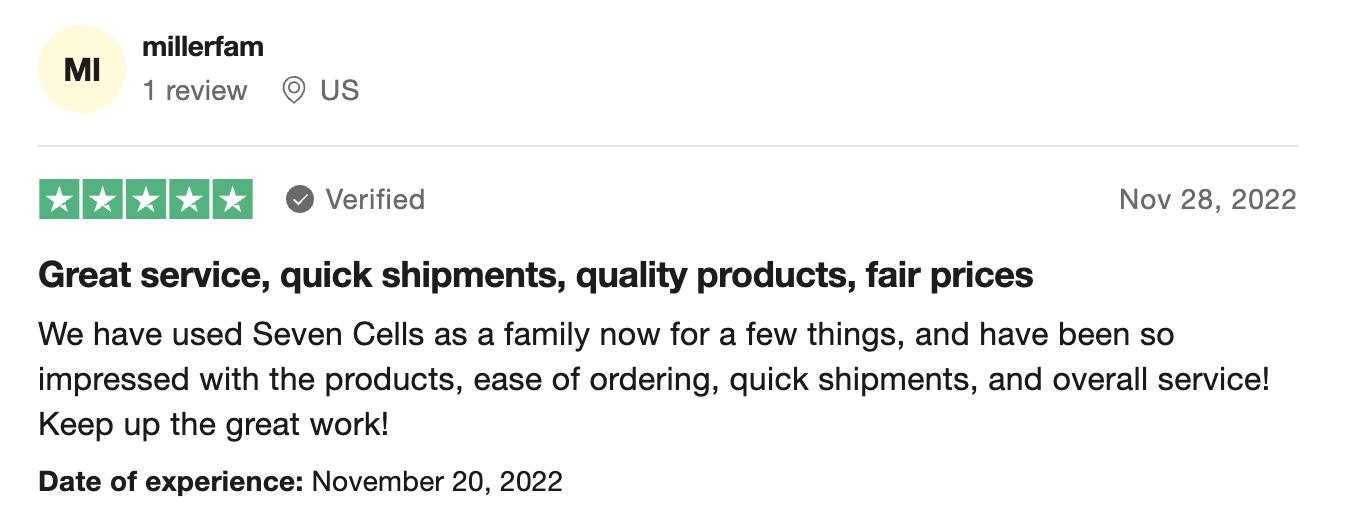 MI
millerfam
1 review US
Verified
Nov 28, 2022
Great service, quick shipments, quality products, fair prices
We have used Seven Cells as a family now for a few things, and have been so
impressed with the products, ease of ordering, quick shipments, and overall service!
Keep up the great work!
Date of experience: November 20, 2022